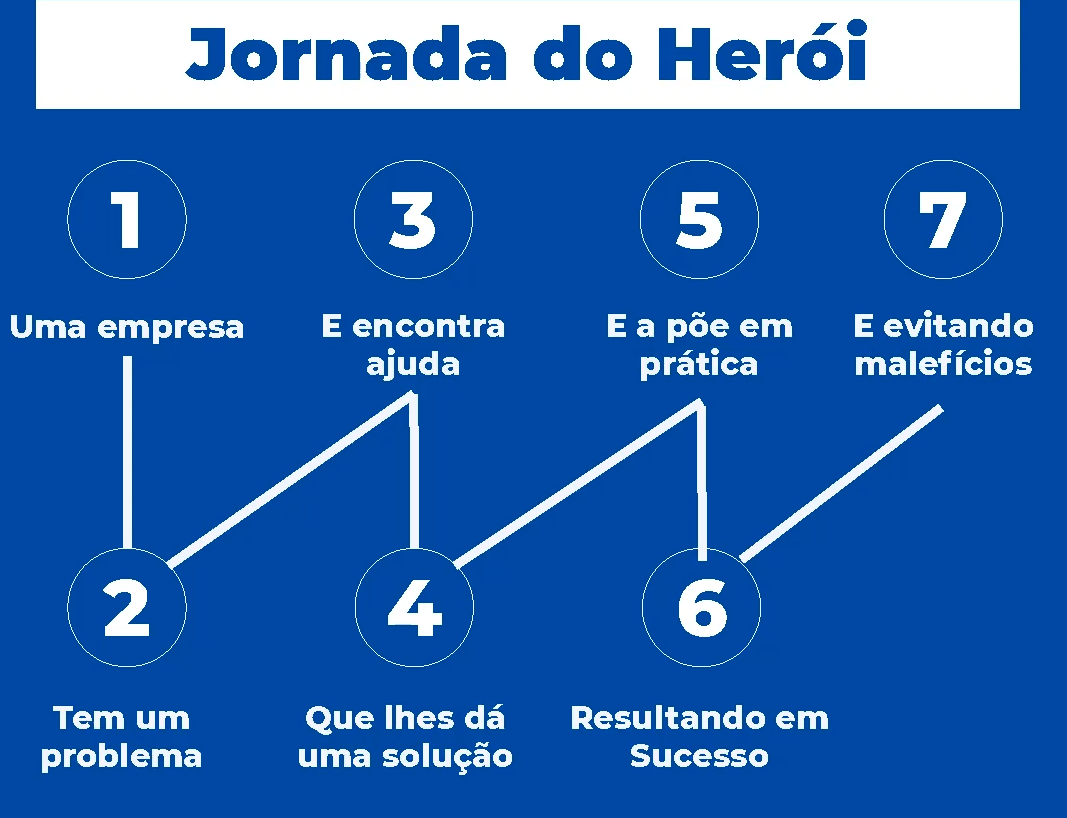 Jornada do Herói
1
Uma empresa
2
Tem um
problema
3
E encontra
ajuda
4
Que lhes dá
uma solução
5
E a põe em
prática
6
Resultando em
Sucesso
7
E evitando
malefícios